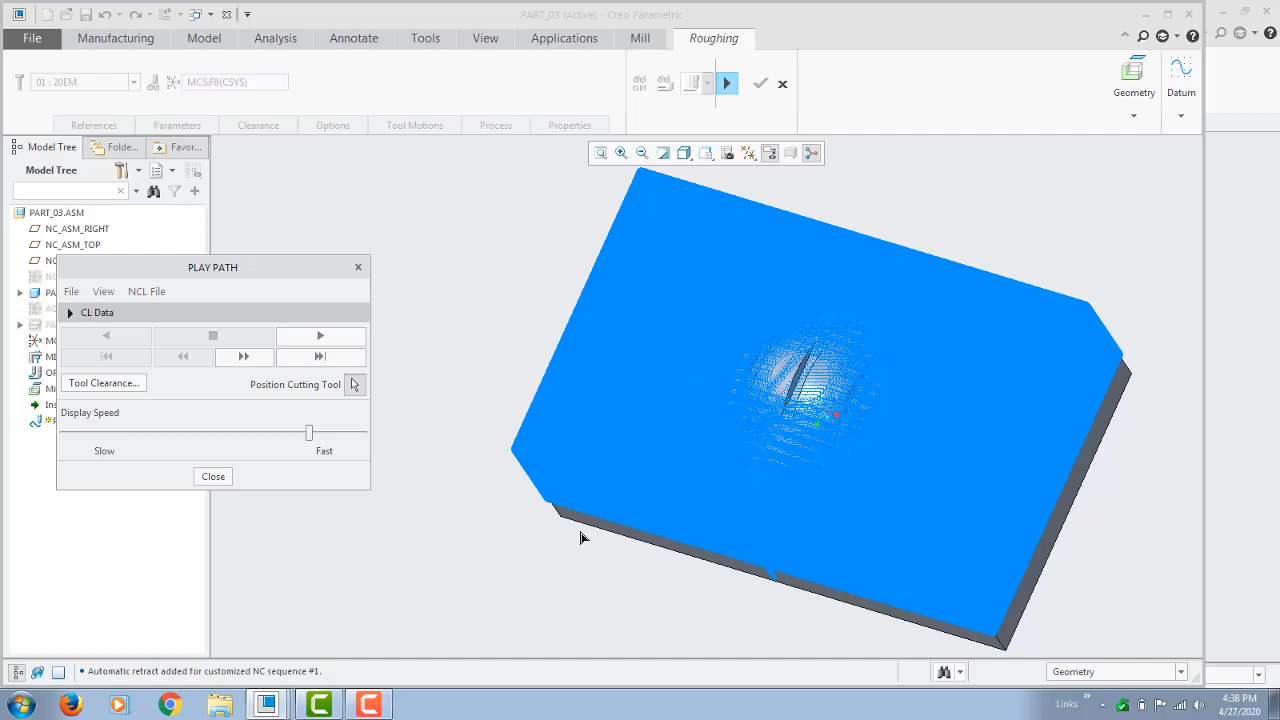 PART_03 (Active) - Creo Parametric
File Manufacturing Model Analysis Annotate Tools View Applications Mill Roughing
01 : 20EM MCS:F8(CSYS)
CL DT
Geometry Datum
References Parameters Clearance Options Tool Motions Process Properties
Model Tree Folde... Favor...
Model Tree
PART_03.ASM
NC_ASM_RIGHT
NC_ASM_TOP
PLAY PATH
File View NCL File
CL Data
Tool Clearance... Position Cutting Tool
Display Speed
Slow Fast
Close
• Automatic retract added for customized NC sequence #1.
Geometry
Links
4:38 PM
4/27/2020